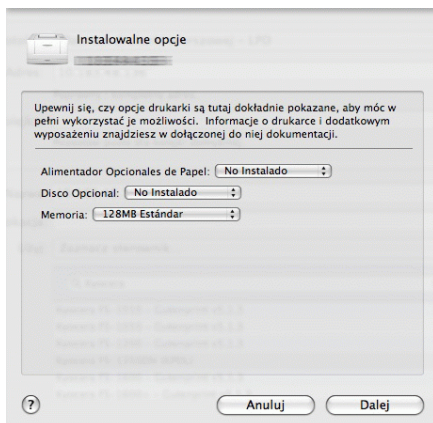 Instalowalne opcje
Upewnij się, czy opcje drukarki są tutaj dokładnie pokazane, aby móc w
pełni wykorzystać je możliwości. Informacje o drukarce i dodatkowym
wyposażeniu znajdziesz w dołączonej do niej dokumentacji.
Alimentador Opcionales de Papel: No Instalado
Disco Opcional: No Instalado
Memoria: 128MB Estándar
? Anuluj Dalej